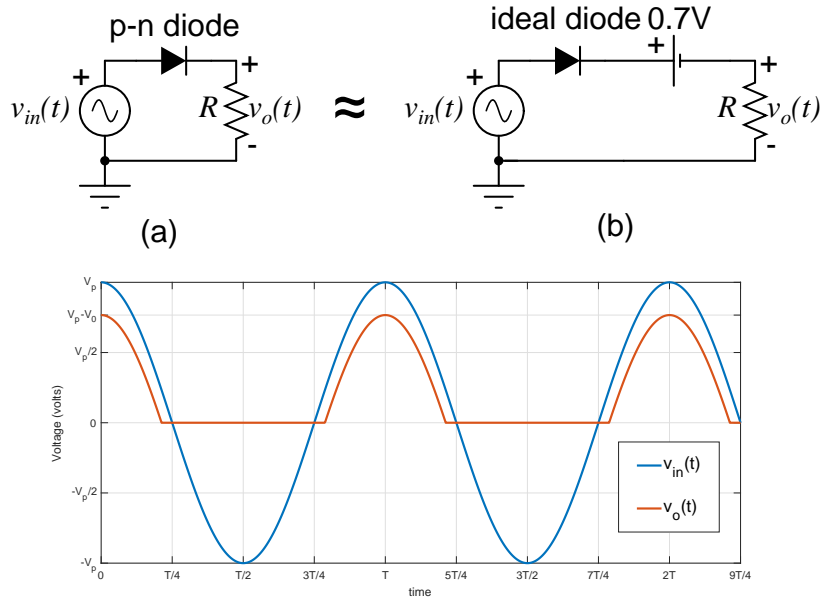 p-n diode
ideal diode 0.7V
+
+
v_in(t)
R
v_o(t)
-
≈
+
+
+
v_in(t)
R
v_o(t)
-
(a)
(b)
V_p
V_p-V_0
V_p/2
0
-V_p/2
-V_p
Voltage (volts)
0 T/4 T/2 3T/4 T 5T/4 3T/2 7T/4 2T 9T/4
time
v_in(t)
v_o(t)